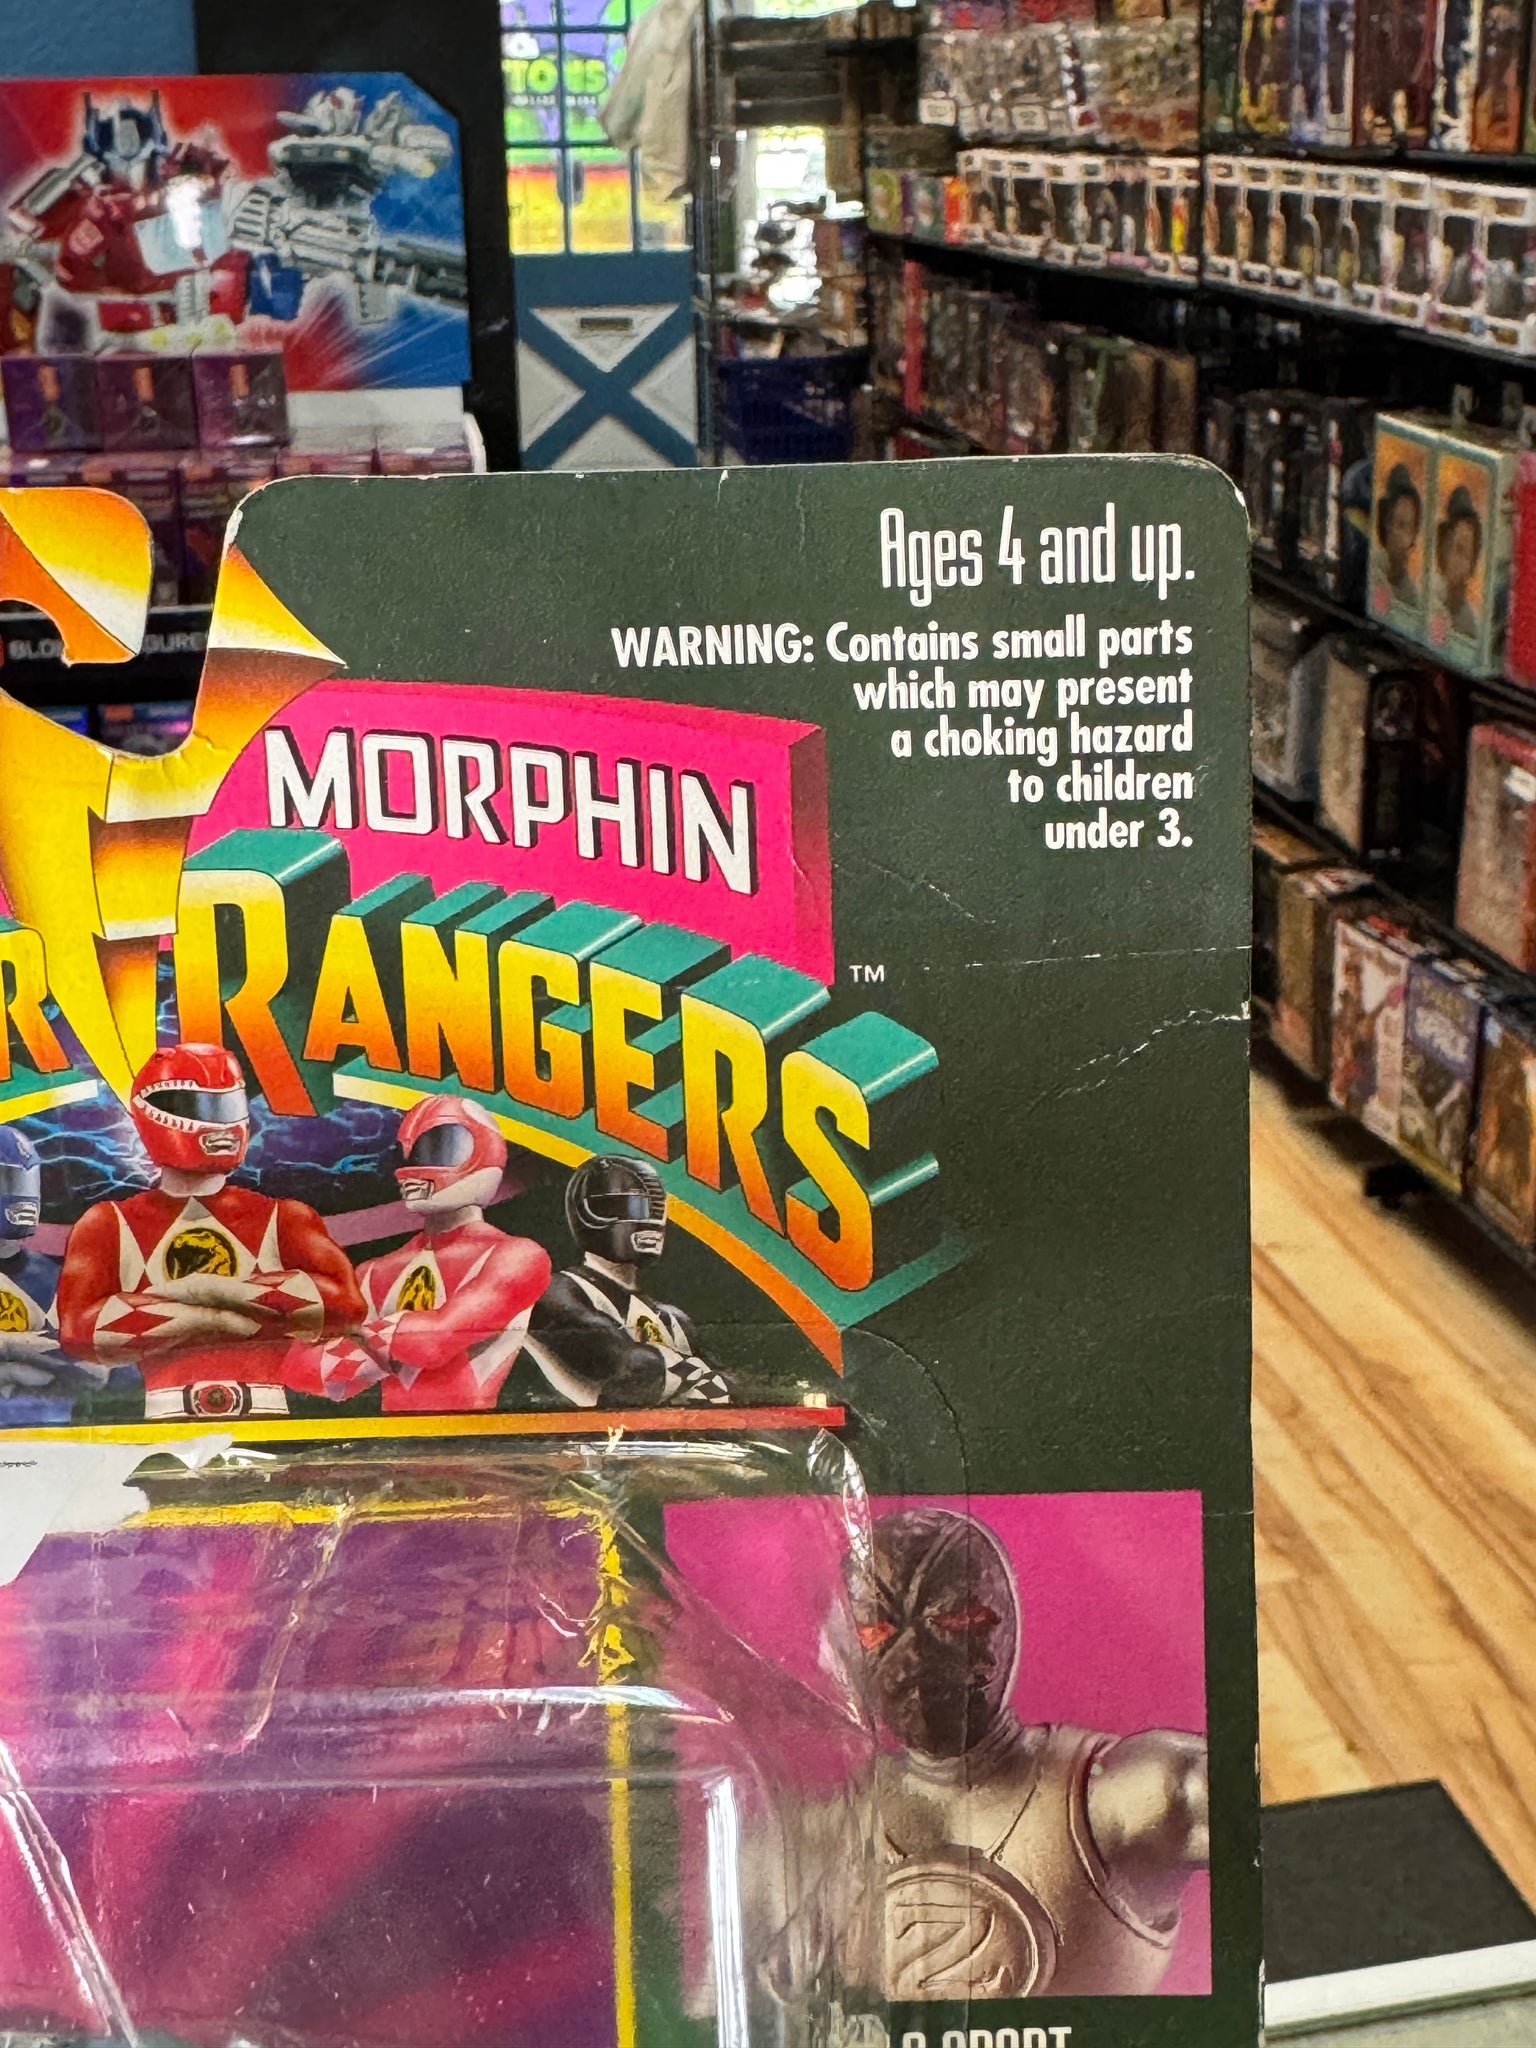 Ages 4 and up.
WARNING: Contains small parts
which may present
a choking hazard
to children
under 3.
MORPHIN
RANGERS
TM
Z